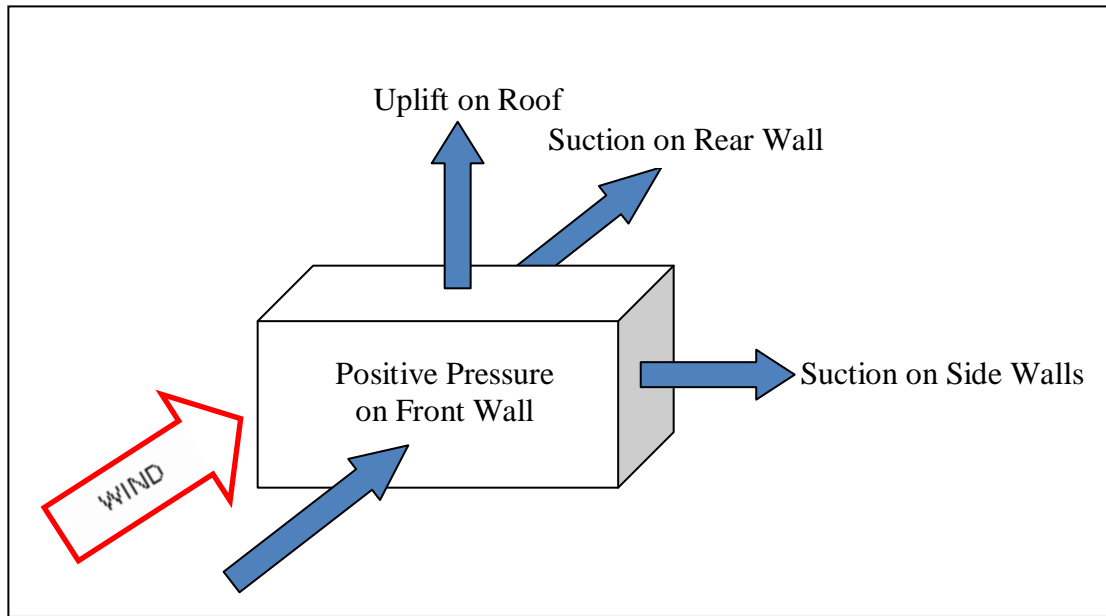 Uplift on Roof
Suction on Rear Wall
Positive Pressure
on Front Wall
Suction on Side Walls
WIND